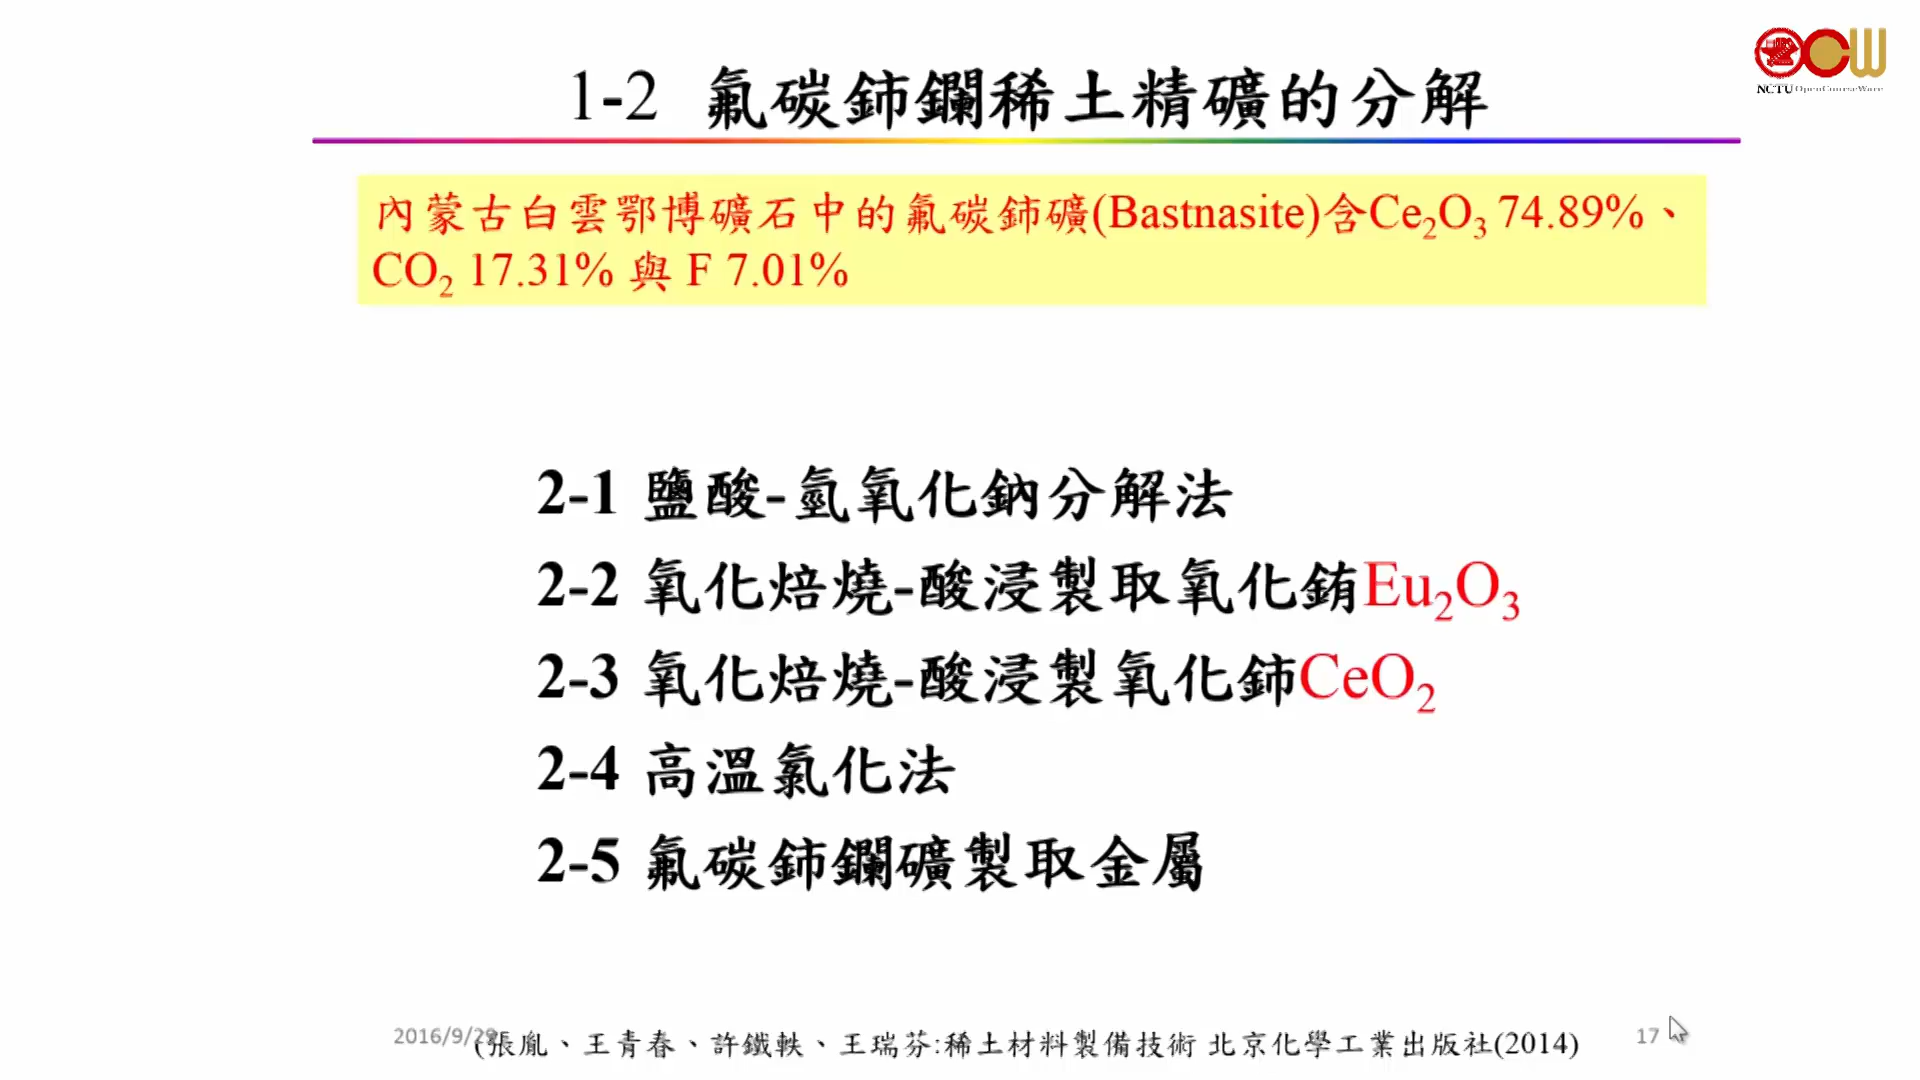 NCTU OpenCourseWare
1-2 氟碳鈰鑭稀土精礦的分解
內蒙古白雲鄂博礦石中的氟碳鈰礦(Bastnasite)含Ce₂O₃ 74.89%、
CO₂ 17.31% 與 F 7.01%
2-1 鹽酸-氫氧化鈉分解法
2-2 氧化焙燒-酸浸製取氧化銪Eu₂O₃
2-3 氧化焙燒-酸浸製氧化鈰CeO₂
2-4 高溫氯化法
2-5 氟碳鈰鑭礦製取金屬
2016/9/29
(張胤、王青春、許鐵軼、王瑞芬:稀土材料製備技術 北京化學工業出版社(2014)
17